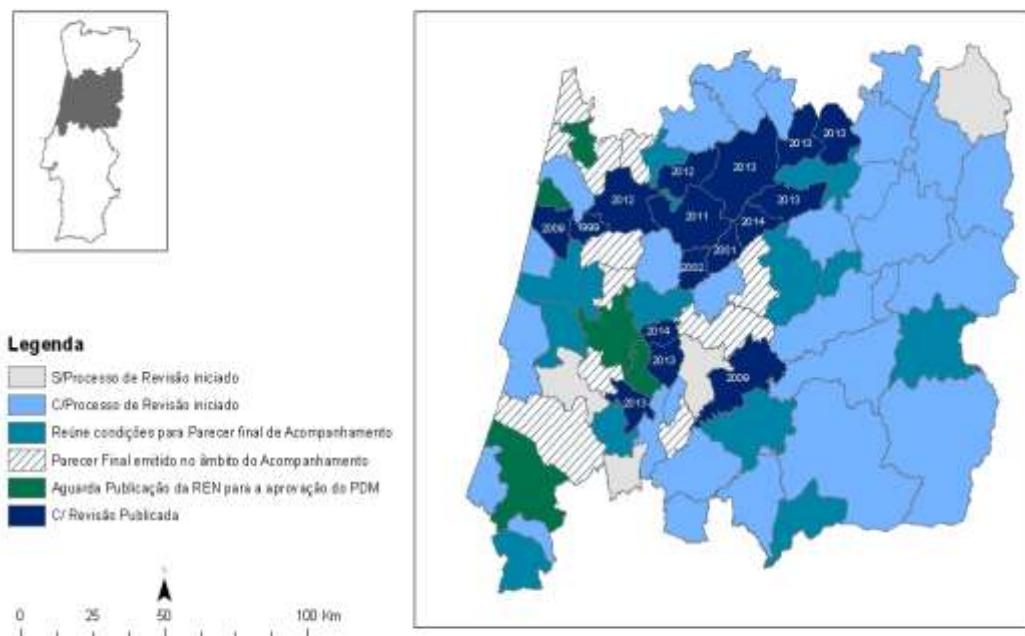 2013
2013
2013
2012
2013
2012
2011
2014
2009
1999
2001
2002
2014
2013
2009
2013
Legenda
S/Processo de Revisão iniciado
C/Processo de Revisão iniciado
Reúne condições para Parecer final de Acompanhamento
Parecer Final emitido no âmbito do Acompanhamento
Aguarda Publicação da REN para a aprovação do PDM
C/ Revisão Publicada
0 25 50 100 Km